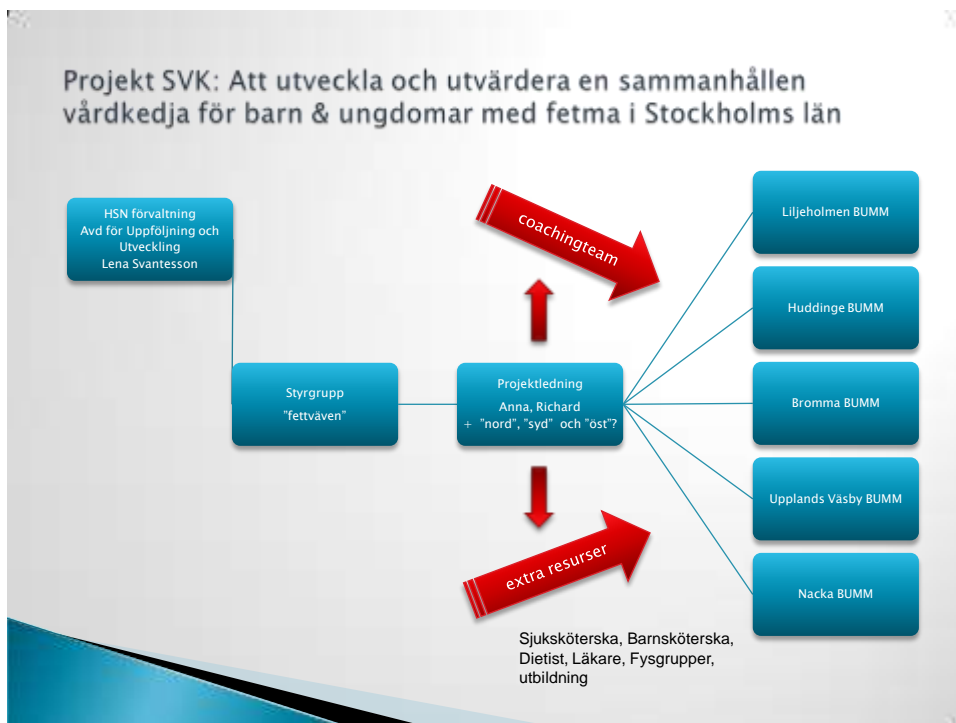 Projekt SVK: Att utveckla och utvärdera en sammanhållen
vårdkedja för barn & ungdomar med fetma i Stockholms län
HSN förvaltning
Avd för Uppföljning och
Utveckling
Lena Svantesson
Styrgrupp
"fettväven"
Projektledning
Anna, Richard
+ "nord", "syd" och "öst"?
coachingteam
extra resurser
Sjuksköterska, Barnsköterska,
Dietist, Läkare, Fysgrupper,
utbildning
Liljeholmen BUMM
Huddinge BUMM
Bromma BUMM
Upplands Väsby BUMM
Nacka BUMM